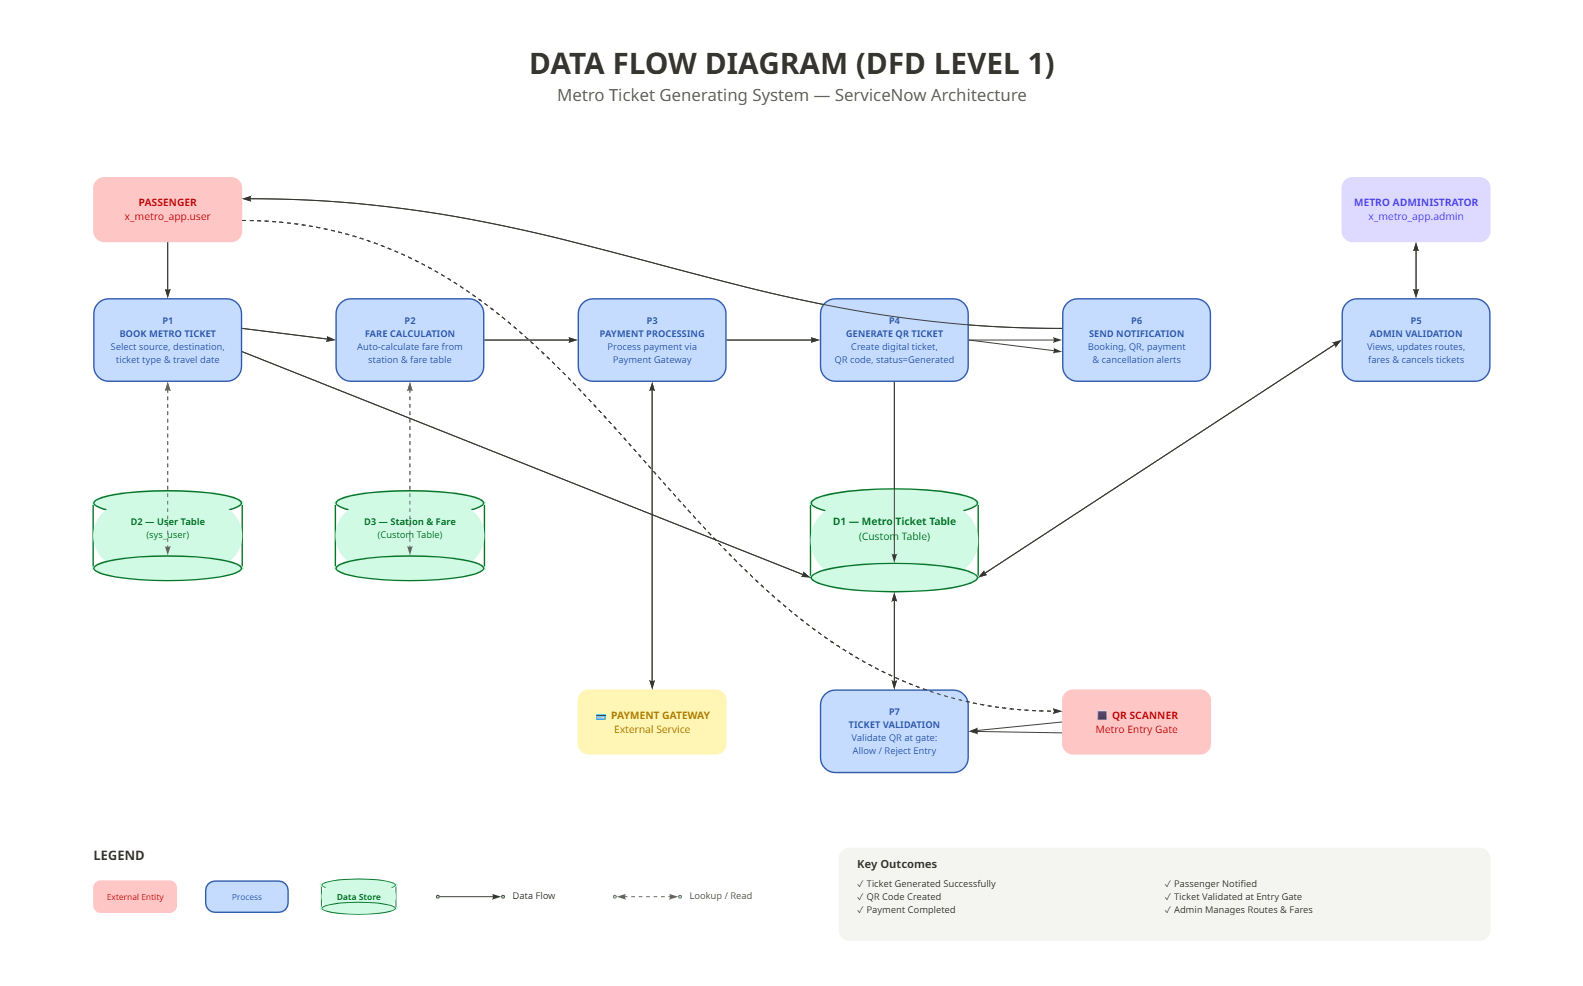 DATA FLOW DIAGRAM (DFD LEVEL 1)
Metro Ticket Generating System — ServiceNow Architecture
PASSENGER
x_metro_app.user
METRO ADMINISTRATOR
x_metro_app.admin
P1
BOOK METRO TICKET
Select source, destination,
ticket type & travel date
P2
FARE CALCULATION
Auto-calculate fare from
station & fare table
P3
PAYMENT PROCESSING
Process payment via
Payment Gateway
P4
GENERATE QR TICKET
Create digital ticket,
QR code, status=Generated
P6
SEND NOTIFICATION
Booking, QR, payment
& cancellation alerts
P5
ADMIN VALIDATION
Views, updates routes,
fares & cancels tickets
D2 — User Table
(sys_user)
D3 — Station & Fare
(Custom Table)
D1 — Metro Ticket Table
(Custom Table)
PAYMENT GATEWAY
External Service
P7
TICKET VALIDATION
Validate QR at gate:
Allow / Reject Entry
QR SCANNER
Metro Entry Gate
LEGEND
External Entity
Process
Data Store
Data Flow
Lookup / Read
Key Outcomes
✓ Ticket Generated Successfully
✓ QR Code Created
✓ Payment Completed
✓ Passenger Notified
✓ Ticket Validated at Entry Gate
✓ Admin Manages Routes & Fares